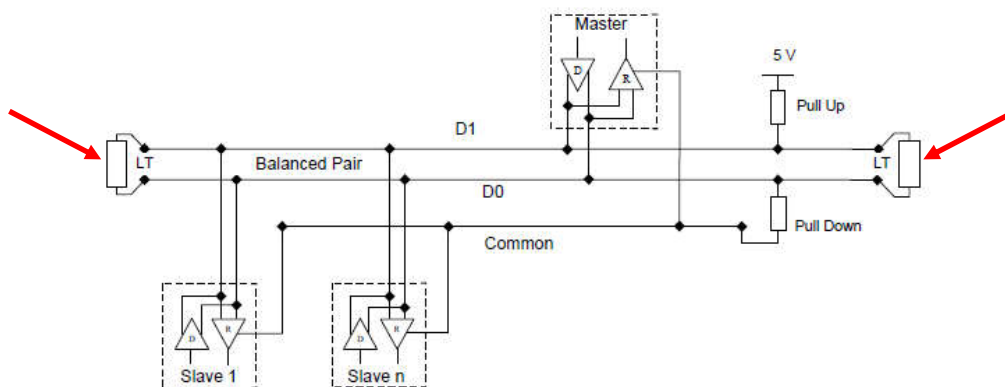 Master
D
R
5 V
Pull Up
D1
LT
Balanced Pair
LT
D0
Pull Down
Common
D
R
D
R
Slave 1
Slave n